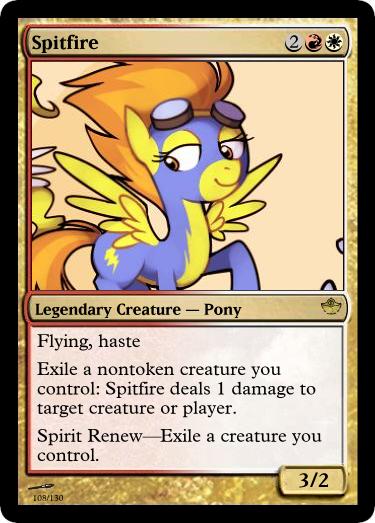 Spitfire 2
Legendary Creature — Pony
Flying, haste
Exile a nontoken creature you
control: Spitfire deals 1 damage to
target creature or player.
Spirit Renew—Exile a creature you
control.
3/2
108/130